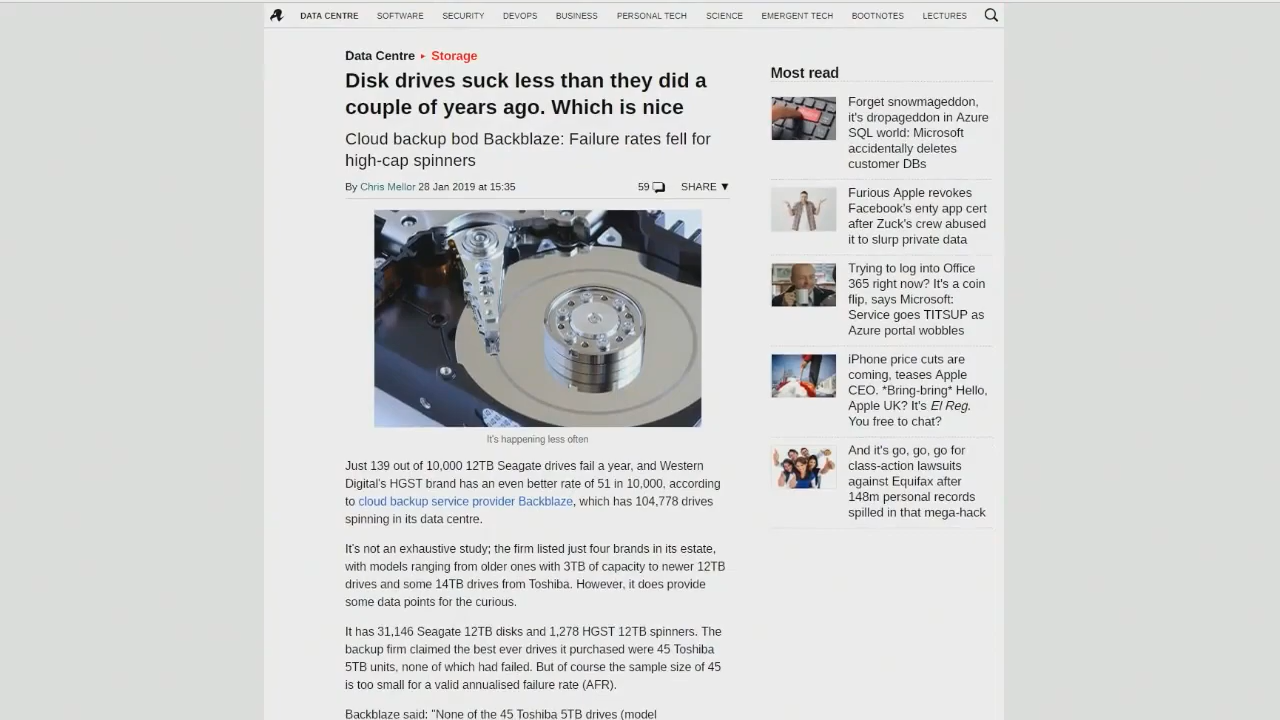 DATA CENTRE SOFTWARE SECURITY DEVOPS BUSINESS PERSONAL TECH SCIENCE EMERGENT TECH BOOTNOTES LECTURES
Data Centre ▸ Storage
Disk drives suck less than they did a
couple of years ago. Which is nice
Cloud backup bod Backblaze: Failure rates fell for
high-cap spinners
By Chris Mellor 28 Jan 2019 at 15:35
59 SHARE ▼
It's happening less often
Just 139 out of 10,000 12TB Seagate drives fail a year, and Western
Digital's HGST brand has an even better rate of 51 in 10,000, according
to cloud backup service provider Backblaze, which has 104,778 drives
spinning in its data centre.
It's not an exhaustive study; the firm listed just four brands in its estate,
with models ranging from older ones with 3TB of capacity to newer 12TB
drives and some 14TB drives from Toshiba. However, it does provide
some data points for the curious.
It has 31,146 Seagate 12TB disks and 1,278 HGST 12TB spinners. The
backup firm claimed the best ever drives it purchased were 45 Toshiba
5TB units, none of which had failed. But of course the sample size of 45
is too small for a valid annualised failure rate (AFR).
Backblaze said: "None of the 45 Toshiba 5TB drives (model
Most read
Forget snowmageddon,
it's dropageddon in Azure
SQL world: Microsoft
accidentally deletes
customer DBs
Furious Apple revokes
Facebook's enty app cert
after Zuck's crew abused
it to slurp private data
Trying to log into Office
365 right now? It's a coin
flip, says Microsoft:
Service goes TITSUP as
Azure portal wobbles
iPhone price cuts are
coming, teases Apple
CEO. *Bring-bring* Hello,
Apple UK? It's El Reg.
You free to chat?
And it's go, go, go for
class-action lawsuits
against Equifax after
148m personal records
spilled in that mega-hack